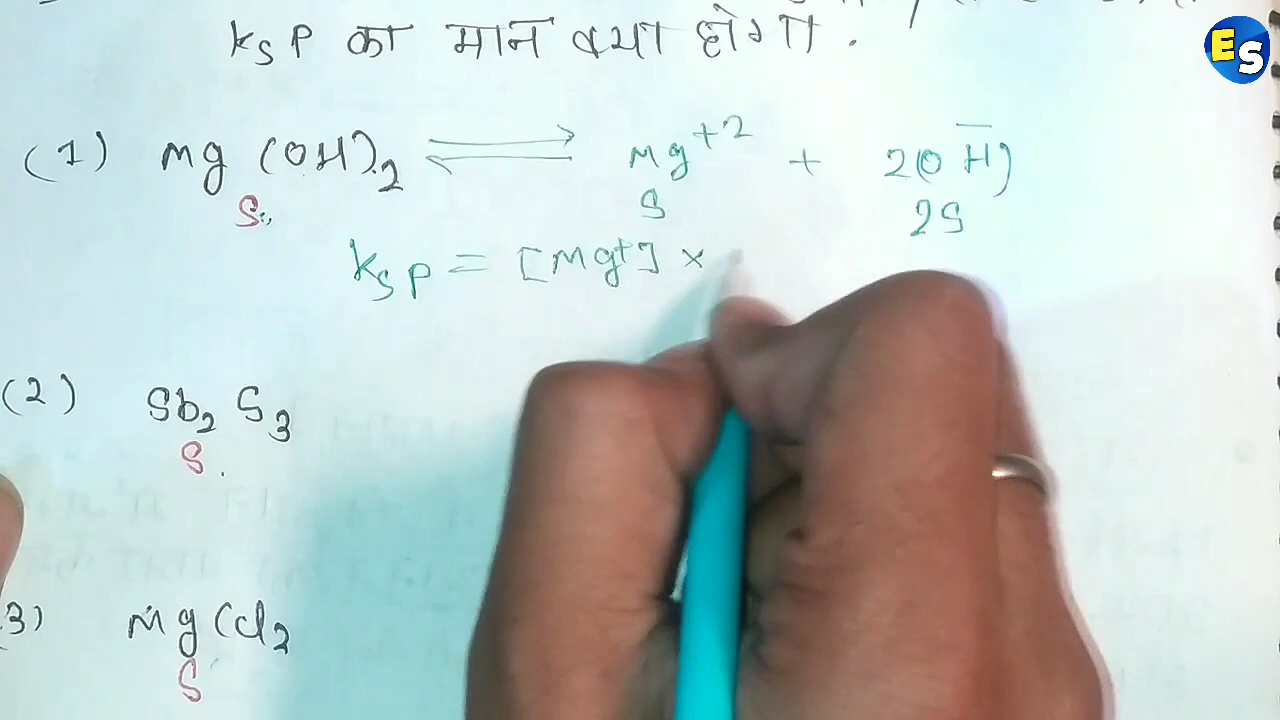 ES
KSP का मान क्या होगा .
(1) Mg (OH)2 ⇌ Mg+2 + 2(OH̅)
S S 2S
KSP = [Mg+] ×
(2) Sb2 S3
S
3) Mg Cl2
S